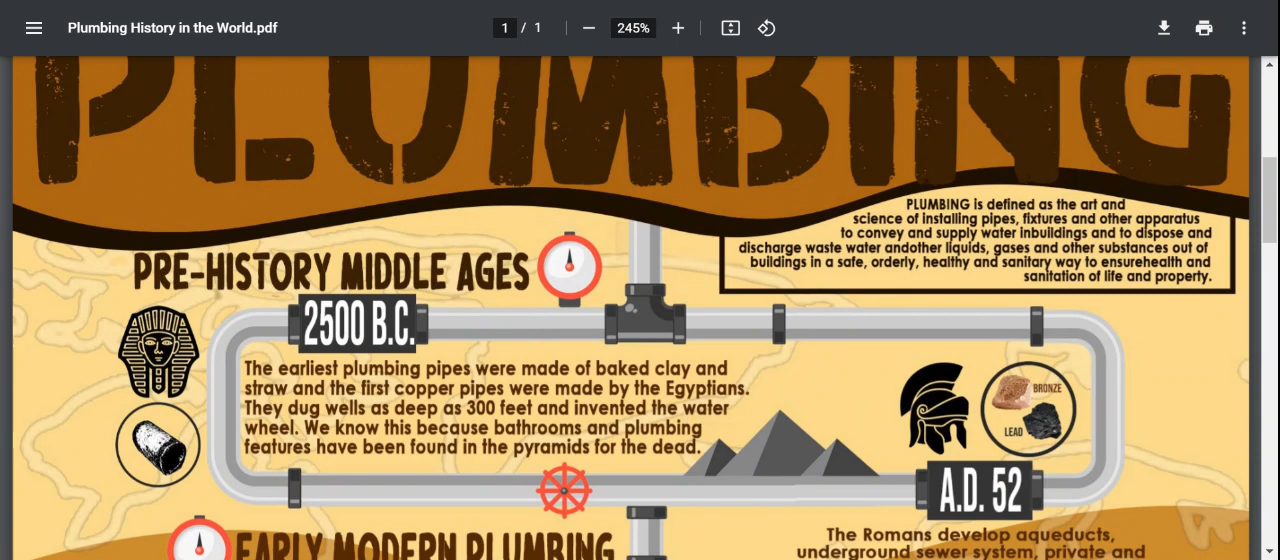 Plumbing History in the World.pdf
1 / 1
245%
PLUMBING
PLUMBING is defined as the art and
science of installing pipes, fixtures and other apparatus
to convey and supply water inbuildings and to dispose and
discharge waste water andother liquids, gases and other substances out of
buildings in a safe, orderly, healthy and sanitary way to ensurehealth and
sanitation of life and property.
PRE-HISTORY MIDDLE AGES
2500 B.C.
The earliest plumbing pipes were made of baked clay and
straw and the first copper pipes were made by the Egyptians.
They dug wells as deep as 300 feet and invented the water
wheel. We know this because bathrooms and plumbing
features have been found in the pyramids for the dead.
BRONZE
LEAD
A.D. 52
The Romans develop aqueducts,
underground sewer system, private and
EARLY MODERN PLUMBING